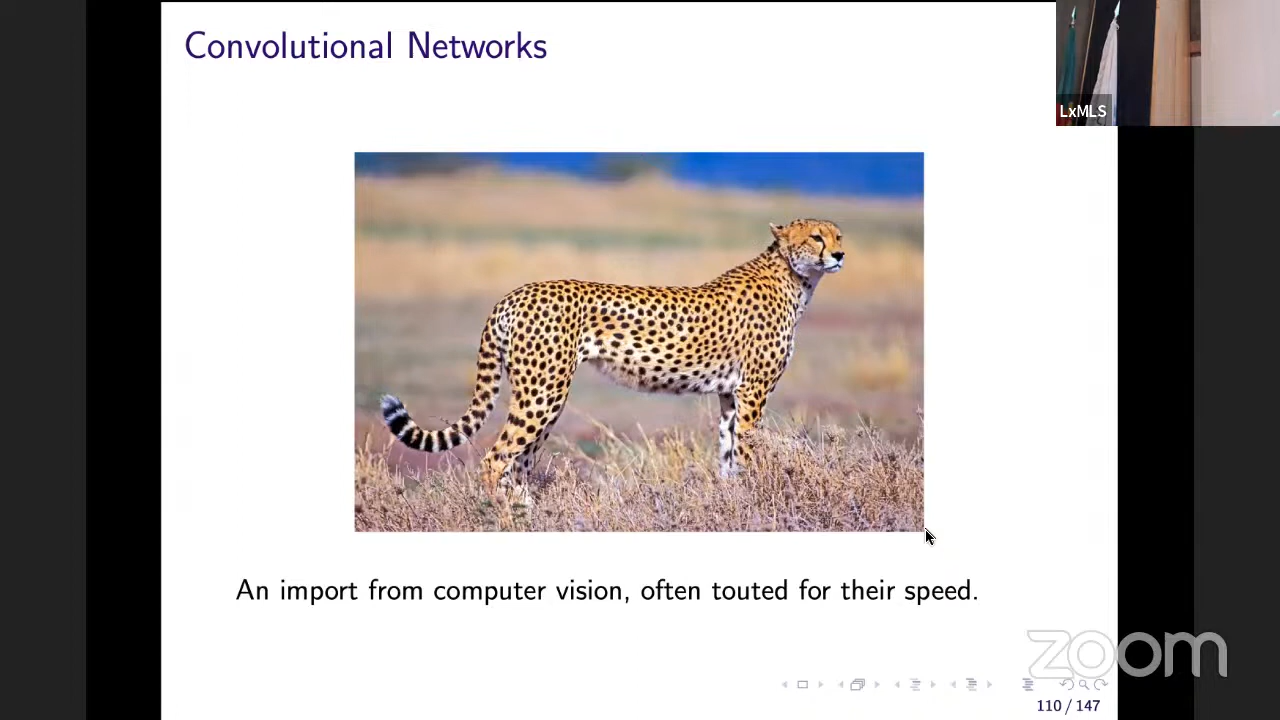 Convolutional Networks
LxMLS
An import from computer vision, often touted for their speed.
zoom
110 / 147